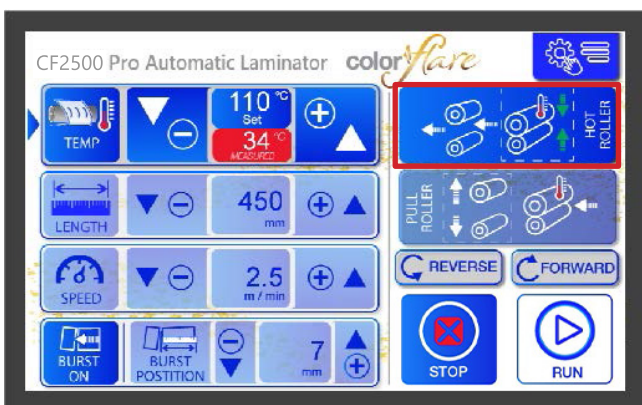 CF2500 Pro Automatic Laminator colorflare
TEMP
110 °C
Set
34 °C
MEASURED
HOT
ROLLER
LENGTH
450
mm
PULL
ROLLER
SPEED
2.5
m / min
REVERSE
FORWARD
BURST
ON
BURST
POSTITION
7
mm
STOP
RUN